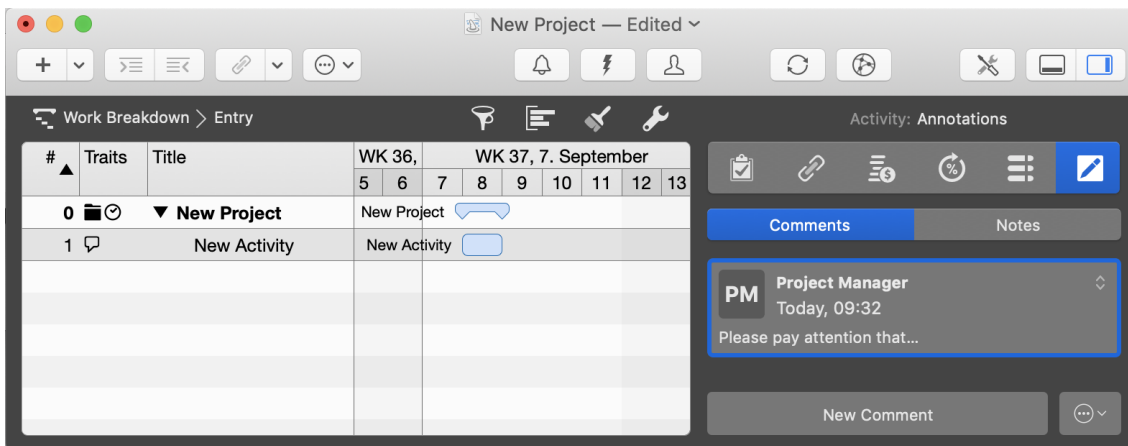 New Project — Edited
Work Breakdown > Entry
Activity: Annotations
# Traits Title WK 36, WK 37, 7. September
5 6 7 8 9 10 11 12 13
0 New Project New Project
1 New Activity New Activity
Comments Notes
PM Project Manager
Today, 09:32
Please pay attention that...
New Comment